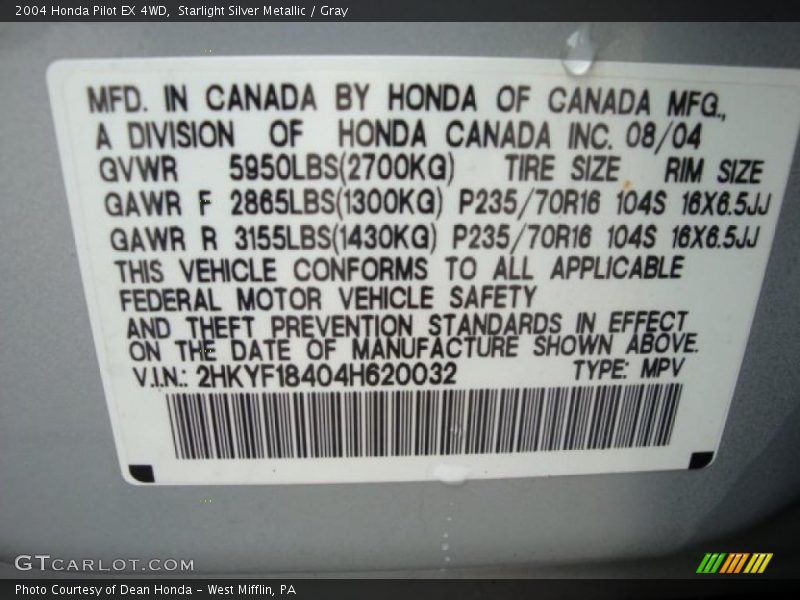 2004 Honda Pilot EX 4WD,  Starlight Silver Metallic / Gray
MFD. IN CANADA BY HONDA OF CANADA MFG.,
A DIVISION OF HONDA CANADA INC. 08/04
GVWR 5950LBS(2700KG) TIRE SIZE RIM SIZE
GAWR F 2865LBS(1300KG) P235/70R16 104S 16X6.5JJ
GAWR R 3155LBS(1430KG) P235/70R16 104S 16X6.5JJ
THIS VEHICLE CONFORMS TO ALL APPLICABLE
FEDERAL MOTOR VEHICLE SAFETY
AND THEFT PREVENTION STANDARDS IN EFFECT
ON THE DATE OF MANUFACTURE SHOWN ABOVE.
V.I.N.: 2HKYF18404H620032 TYPE: MPV
GTCARLOT.COM
Photo Courtesy of Dean Honda - West Mifflin, PA